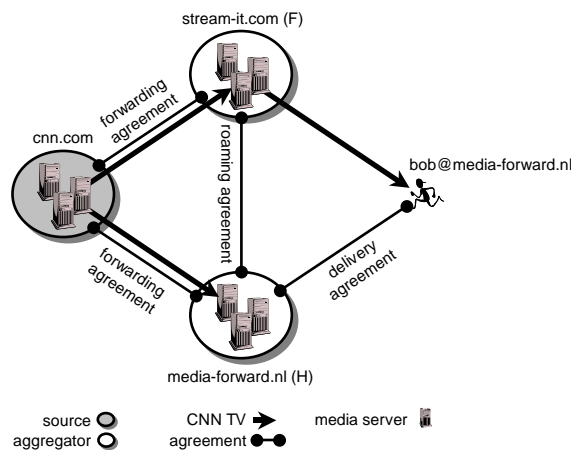 stream-it.com (F)
forwarding
agreement
cnn.com
roaming agreement
bob@media-forward.nl
forwarding
agreement
delivery
agreement
media-forward.nl (H)
source
CNN TV
media server
aggregator
agreement